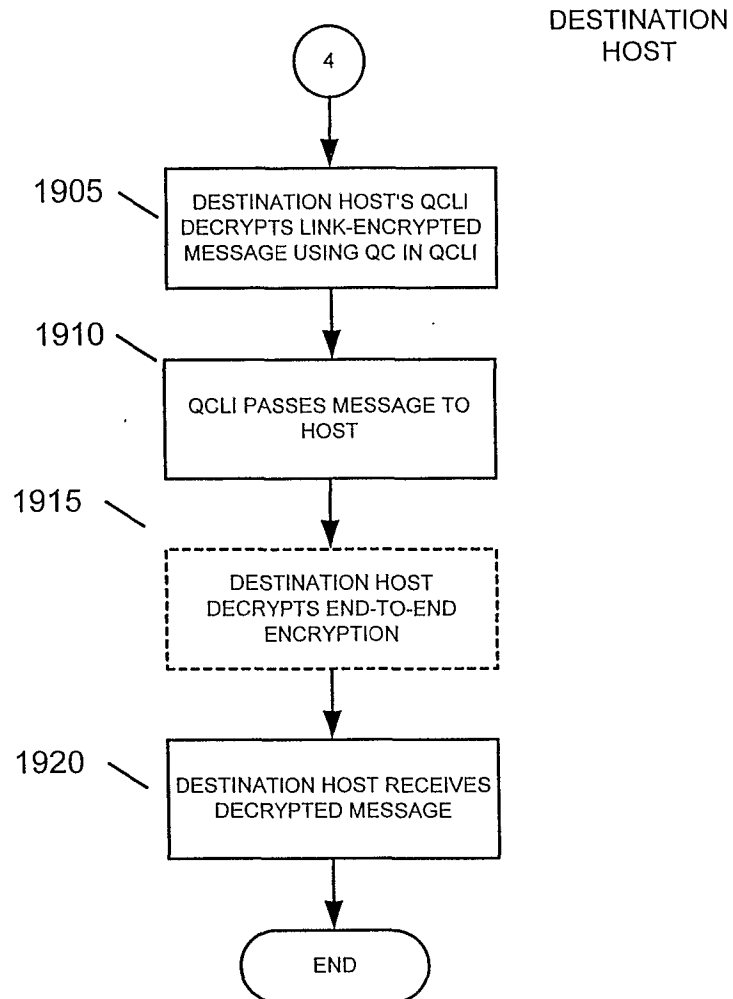 DESTINATION
HOST
4
1905
DESTINATION HOST'S QCLI
DECRYPTS LINK-ENCRYPTED
MESSAGE USING QC IN QCLI
1910
QCLI PASSES MESSAGE TO
HOST
1915
DESTINATION HOST
DECRYPTS END-TO-END
ENCRYPTION
1920
DESTINATION HOST RECEIVES
DECRYPTED MESSAGE
END